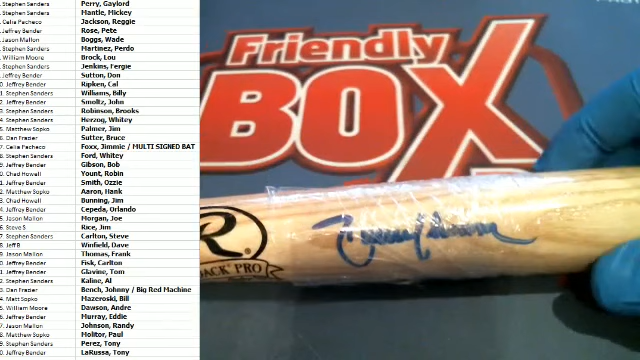 Stephen Sanders Perry, Gaylord
Stephen Sanders Mantle, Mickey
Celia Pacheco Jackson, Reggie
Jeffrey Bender Rose, Pete
Jason Mallon Boggs, Wade
Stephen Sanders Martinez, Perdo
William Moore Brock, Lou
Stephen Sanders Jenkins, Fergie
Jeffrey Bender Sutton, Don
Jeffrey Bender Ripken, Cal
Stephen Sanders Williams, Billy
Jeffrey Bender Smoltz, John
Stephen Sanders Robinson, Brooks
Stephen Sanders Herzog, Whitey
Matthew Sopko Palmer, Jim
Dan Frazier Sutter, Bruce
Celia Pacheco Foxx, Jimmie / MULTI SIGNED BAT
Stephen Sanders Ford, Whitey
Jeffrey Bender Gibson, Bob
Chad Howard Yount, Robin
Jeffrey Bender Smith, Ozzie
Matthew Sopko Aaron, Hank
Chad Howard Bunning, Jim
Jeffrey Bender Cepeda, Orlando
Jason Mallon Morgan, Joe
Steve S Rice, Jim
Stephen Sanders Carlton, Steve
Jeff B Winfield, Dave
Jason Mallon Thomas, Frank
Jeffrey Bender Fisk, Carlton
Jeffrey Bender Glavine, Tom
Stephen Sanders Kaline, Al
Dan Frazier Bench, Johnny / Big Red Machine
Matt Sopko Mazeroski, Bill
William Moore Dawson, Andre
Jeffrey Bender Murray, Eddie
Jason Mallon Johnson, Randy
Matthew Sopko Molitor, Paul
Stephen Sanders Perez, Tony
Jeffrey Bender LaRussa, Tony
Friendly
BOX
R
PRO